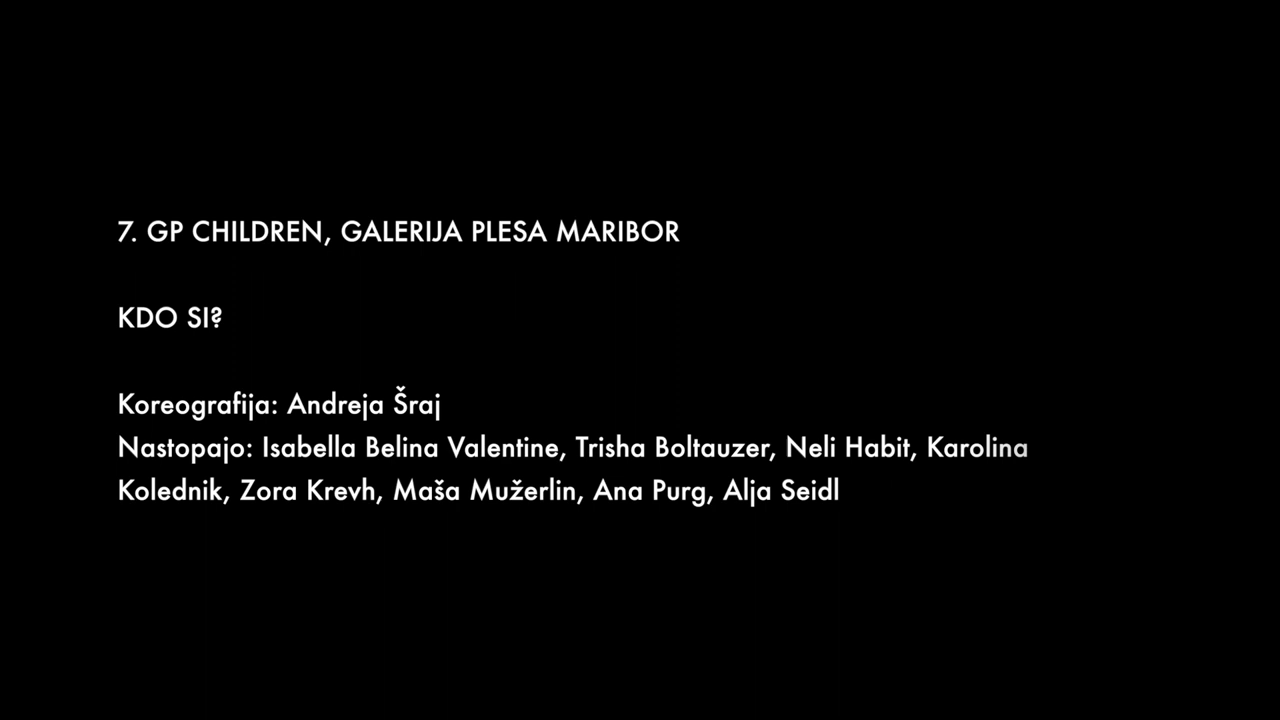 7. GP CHILDREN, GALERIJA PLESA MARIBOR
KDO SI?
Koreografija: Andreja Šraj
Nastopajo: Isabella Belina Valentine, Trisha Boltauzer, Neli Habit, Karolina
Kolednik, Zora Krevh, Maša Mužerlin, Ana Purg, Alja Seidl